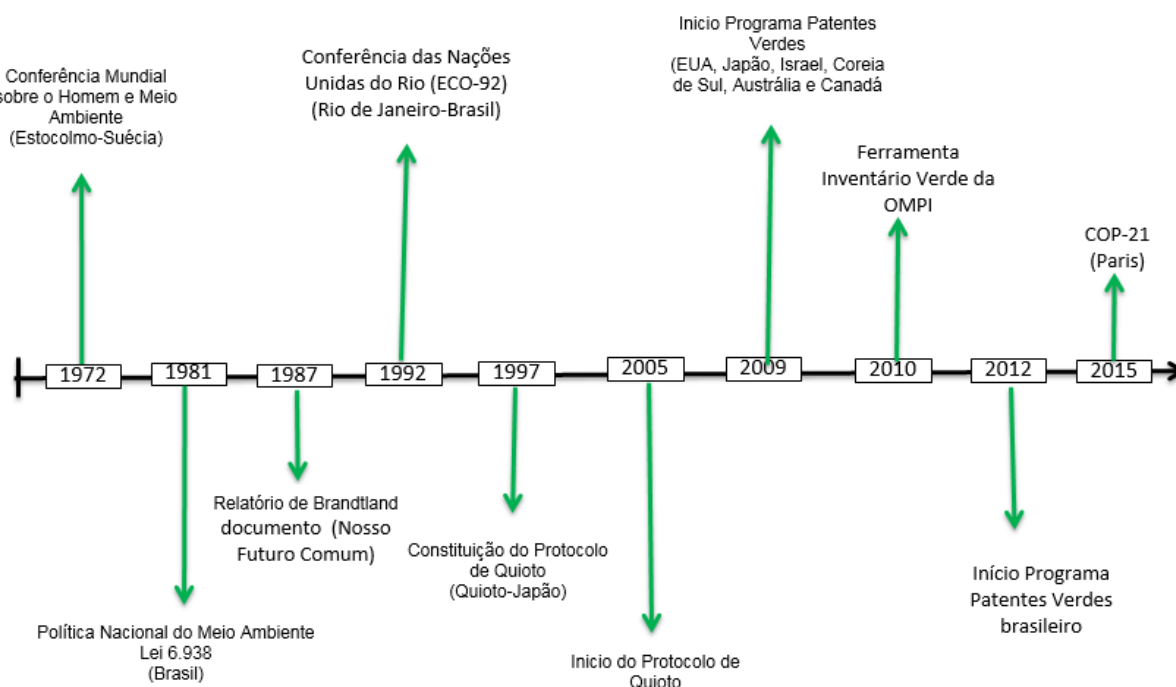 Conferência Mundial
sobre o Homem e Meio
Ambiente
(Estocolmo-Suécia)
Conferência das Nações
Unidas do Rio (ECO-92)
(Rio de Janeiro-Brasil)
Inicio Programa Patentes
Verdes
(EUA, Japão, Israel, Coreia
de Sul, Austrália e Canadá
Ferramenta
Inventário Verde da
OMPI
COP-21
(Paris)
1972
1981
1987
1992
1997
2005
2009
2010
2012
2015
Política Nacional do Meio Ambiente
Lei 6.938
(Brasil)
Relatório de Brandtland
documento (Nosso
Futuro Comum)
Constituição do Protocolo
de Quioto
(Quioto-Japão)
Inicio do Protocolo de
Quioto
Início Programa
Patentes Verdes
brasileiro